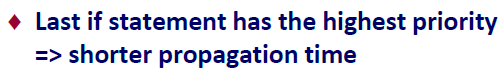 ♦ Last if statement has the highest priority
=> shorter propagation time